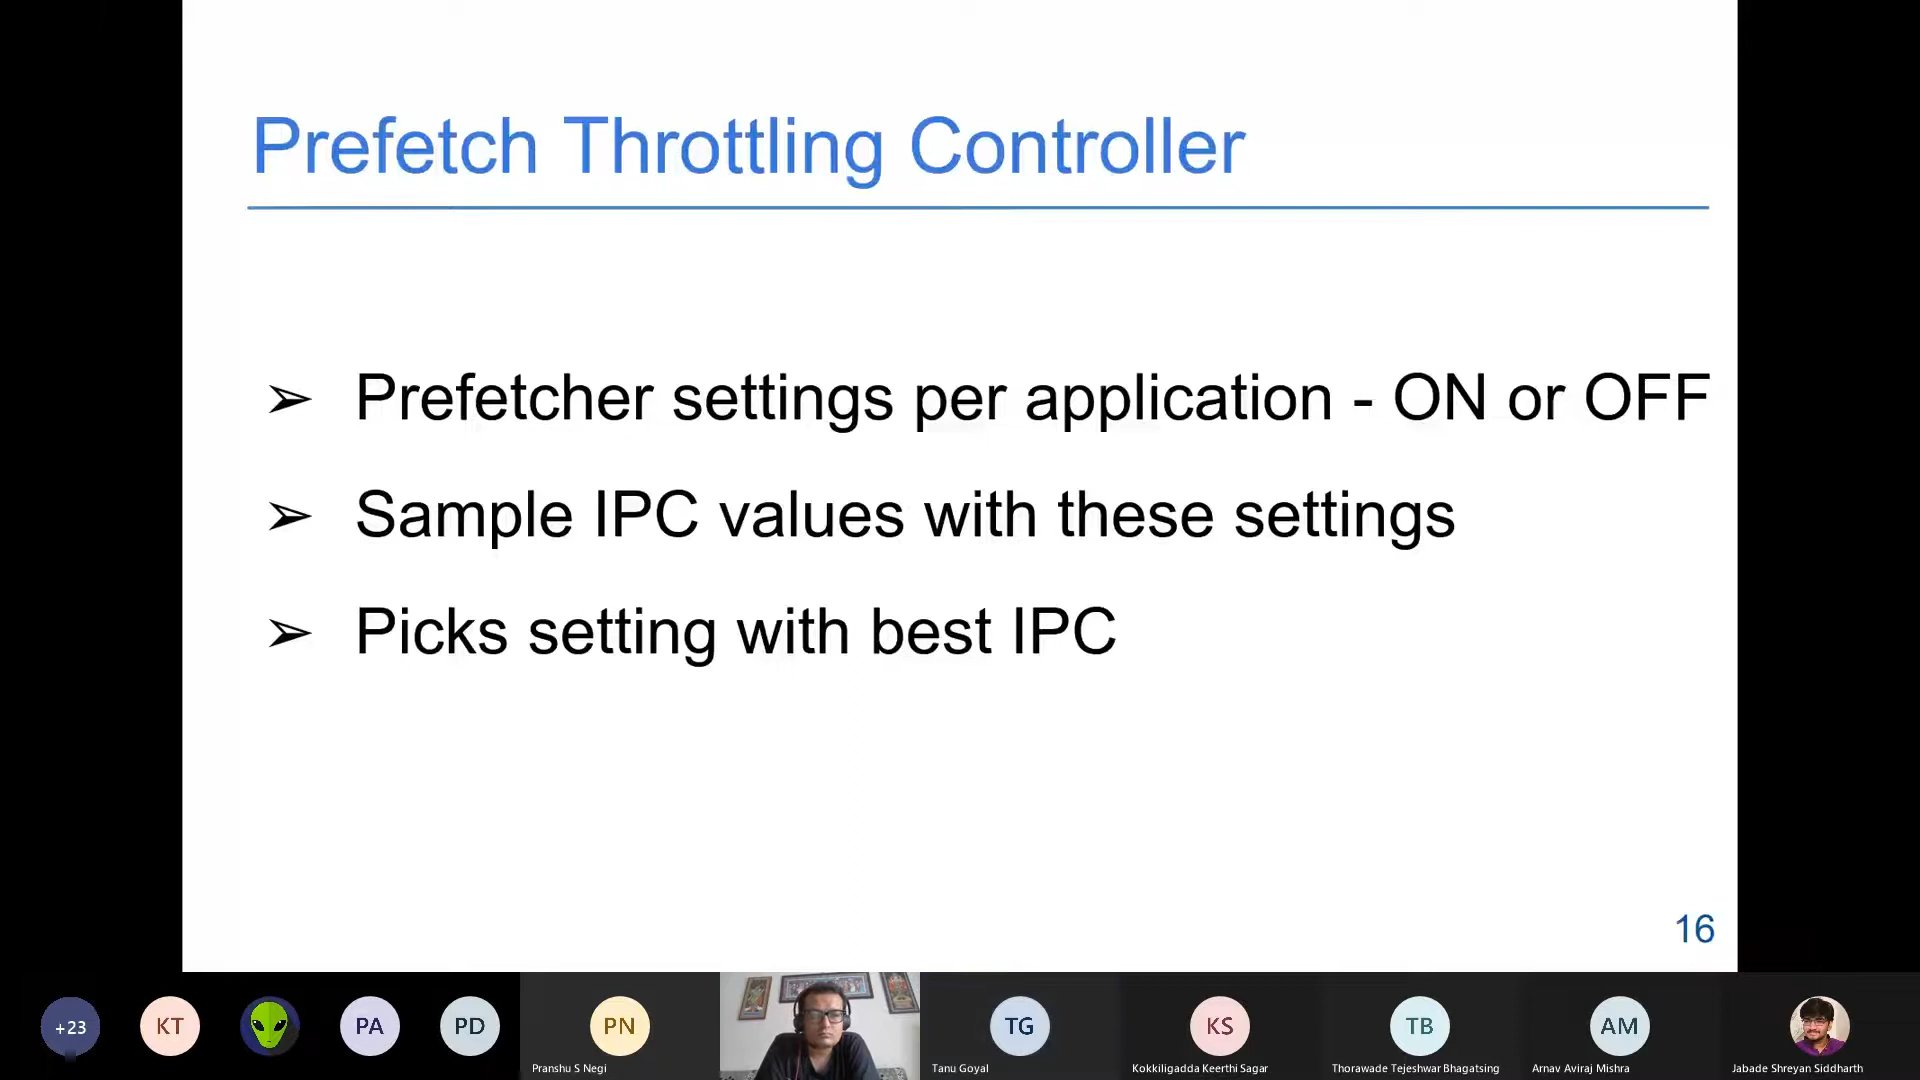 Prefetch Throttling Controller
➢ Prefetcher settings per application - ON or OFF
➢ Sample IPC values with these settings
➢ Picks setting with best IPC
16
+23
KT
PA
PD
PN
TG
KS
TB
AM
Pranshu S Negi
Tanu Goyal
Kokkiligadda Keerthi Sagar
Thorawade Tejeshwar Bhagatsing
Arnav Aviraj Mishra
Jabade Shreyan Siddharth